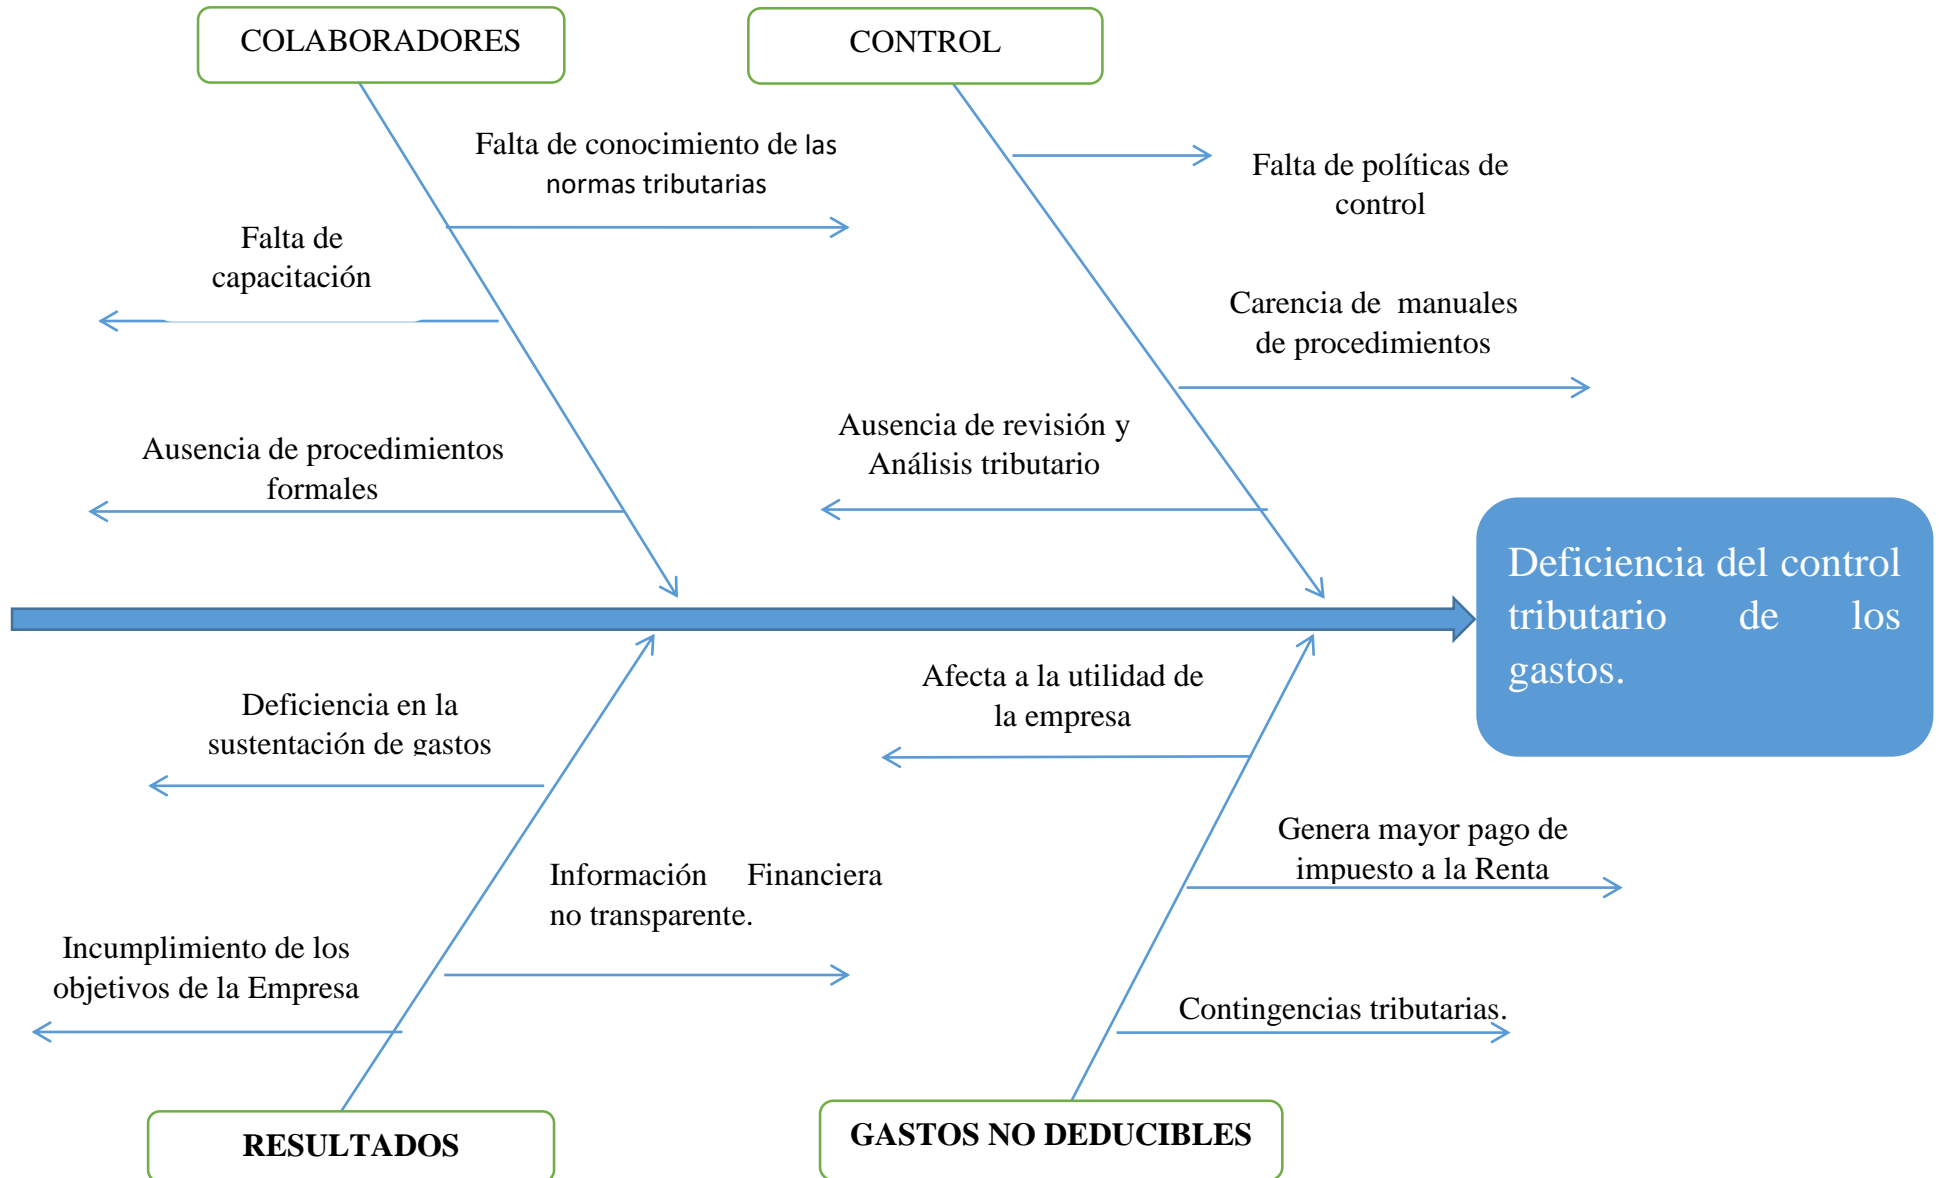 COLABORADORES
CONTROL
Falta de conocimiento de las
normas tributarias
Falta de políticas de
control
Falta de
capacitación
Carencia de  manuales
de procedimientos
Ausencia de procedimientos
formales
Ausencia de revisión y
Análisis tributario
Deficiencia del control
tributario de los
gastos.
Deficiencia en la
sustentación de gastos
Afecta a la utilidad de
la empresa
Información Financiera
no transparente.
Genera mayor pago de
impuesto a la Renta
Incumplimiento de los
objetivos de la Empresa
Contingencias tributarias.
RESULTADOS
GASTOS NO DEDUCIBLES